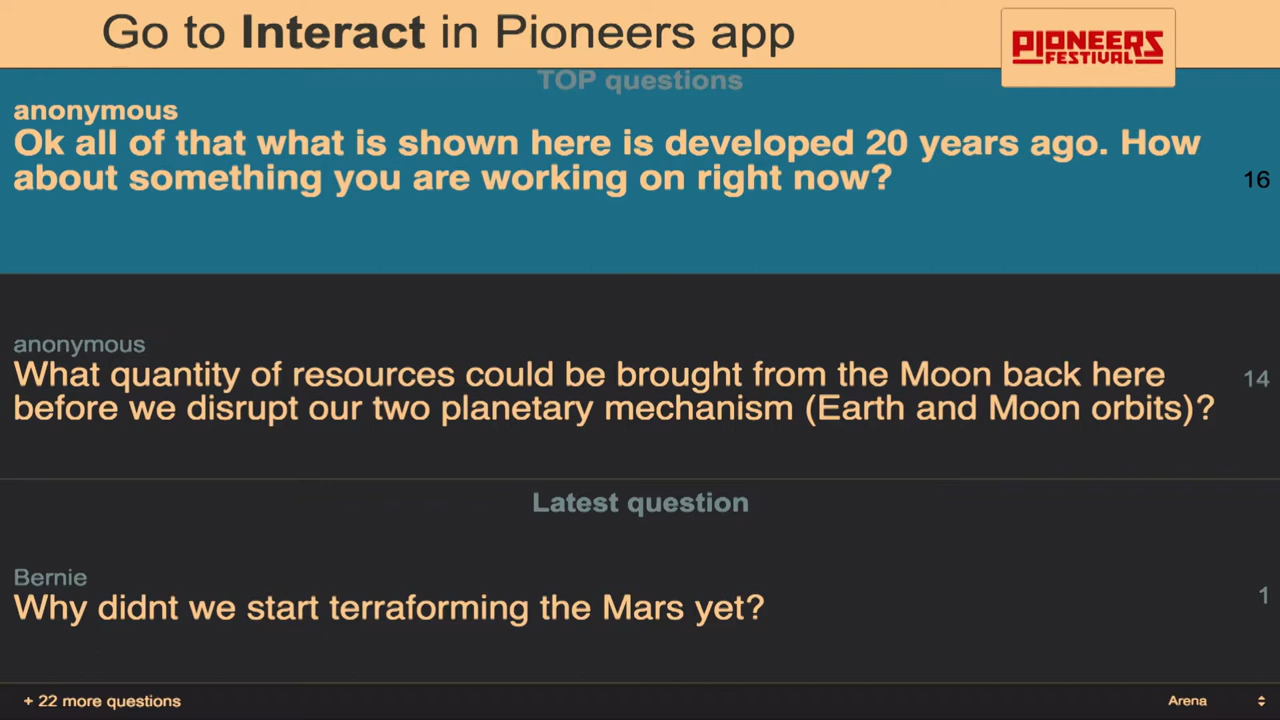 Go to Interact in Pioneers app
PIONEERS
FESTIVAL
TOP questions
anonymous
Ok all of that what is shown here is developed 20 years ago. How
about something you are working on right now?
16
anonymous
What quantity of resources could be brought from the Moon back here
before we disrupt our two planetary mechanism (Earth and Moon orbits)?
14
Latest question
Bernie
Why didnt we start terraforming the Mars yet?
1
+ 22 more questions
Arena